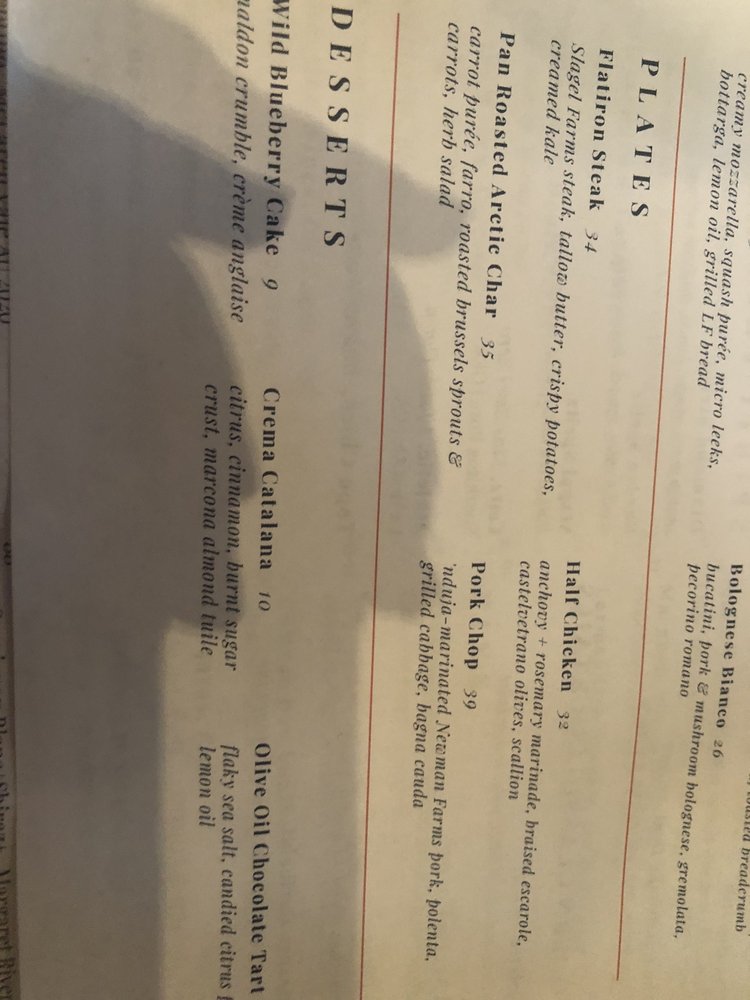 creamy mozzarella, squash purée, micro leeks,
bottarga, lemon oil, grilled LF bread
breadcrumb
Bolognese Bianco 26
bucatini, pork & mushroom bolognese, gremolata,
pecorino romano
PLATES
Flatiron Steak 34
Slagel Farms steak, tallow butter, crispy potatoes,
creamed kale
Half Chicken 32
anchovy + rosemary marinade, braised escarole,
castelvetrano olives, scallion
Pan Roasted Arctic Char 35
carrot purée, farro, roasted brussels sprouts &
carrots, herb salad
Pork Chop 39
'nduja-marinated Newman Farms pork, polenta,
grilled cabbage, bagna cauda
DESSERTS
Wild Blueberry Cake 9
maldon crumble, crème anglaise
Crema Catalana 10
citrus, cinnamon, burnt sugar
crust, marcona almond tuile
Olive Oil Chocolate Tart
flaky sea salt, candied citrus
lemon oil